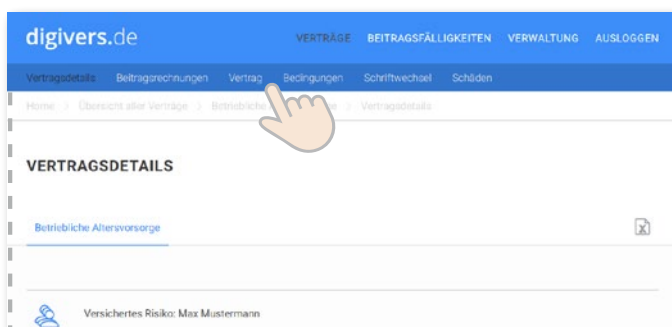 digivers.de
VERTRÄGE BEITRAGSFÄLLIGKEITEN VERWALTUNG AUSLOGGEN
Vertragsdetails Beitragsrechnungen Vertrag Bedingungen Schriftwechsel Schäden
Home > Übersicht aller Verträge > Betriebliche > Vertragsdetails
VERTRAGSDETAILS
Betriebliche Altersvorsorge
Versichertes Risiko: Max Mustermann